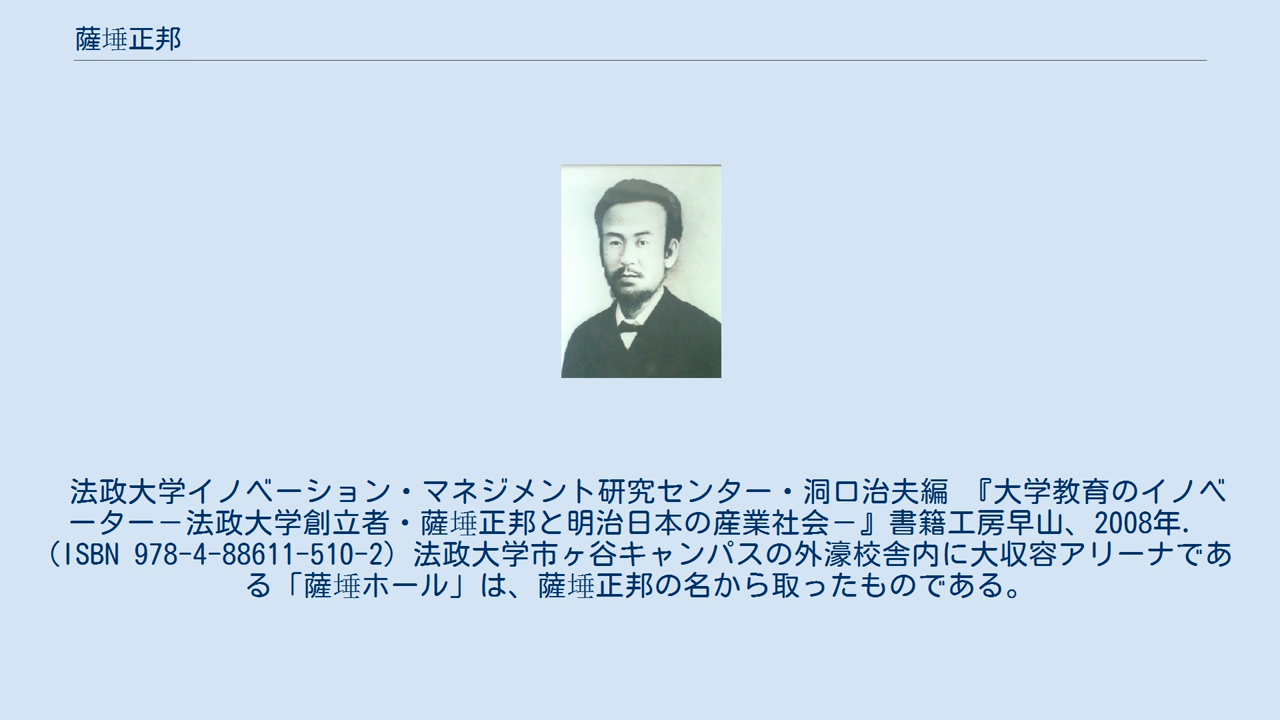 薩埵正邦
法政大学イノベーション・マネジメント研究センター・洞口治夫編　『大学教育のイノベ
ーター－法政大学創立者・薩埵正邦と明治日本の産業社会－』書籍工房早山、2008年.
（ISBN 978-4-88611-510-2）法政大学市ヶ谷キャンパスの外濠校舎内に大収容アリーナであ
る「薩埵ホール」は、薩埵正邦の名から取ったものである。